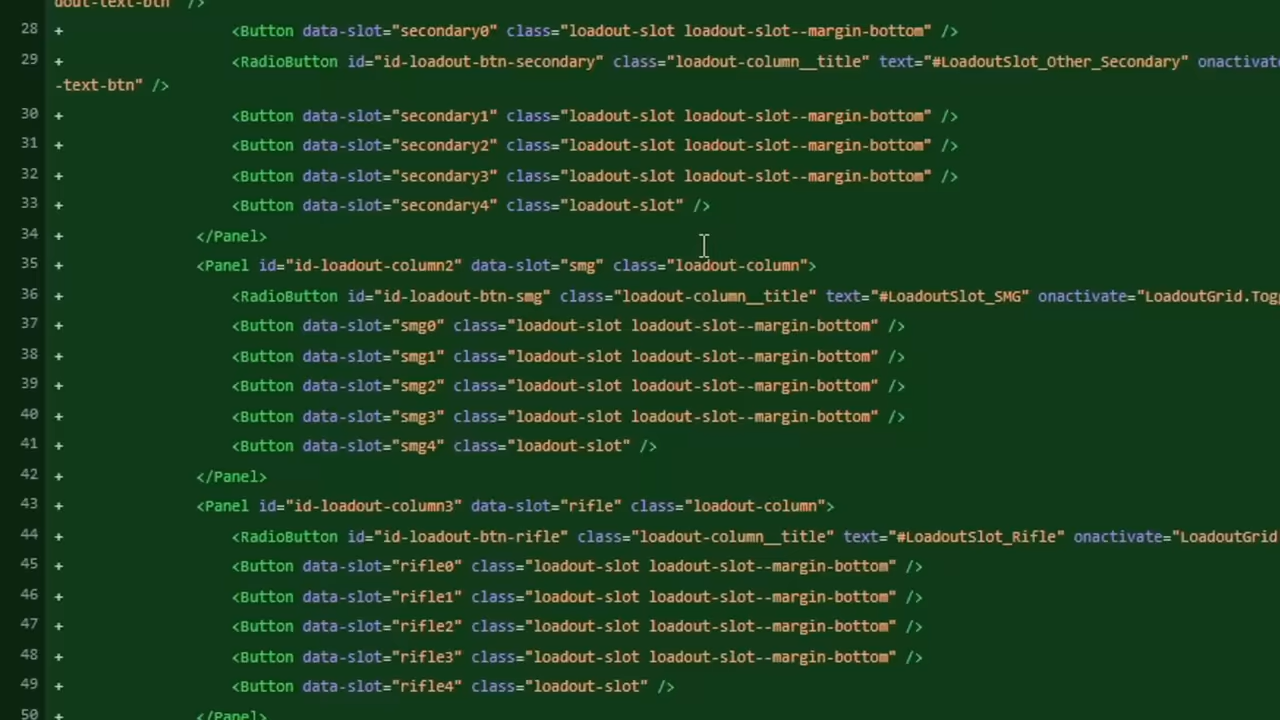 dout-text-btn" />
28 + <Button data-slot="secondary0" class="loadout-slot loadout-slot--margin-bottom" />
29 + <RadioButton id="id-loadout-btn-secondary" class="loadout-column__title" text="#LoadoutSlot_Other_Secondary" onactivate
-text-btn" />
30 + <Button data-slot="secondary1" class="loadout-slot loadout-slot--margin-bottom" />
31 + <Button data-slot="secondary2" class="loadout-slot loadout-slot--margin-bottom" />
32 + <Button data-slot="secondary3" class="loadout-slot loadout-slot--margin-bottom" />
33 + <Button data-slot="secondary4" class="loadout-slot" />
34 + </Panel>
35 + <Panel id="id-loadout-column2" data-slot="smg" class="loadout-column">
36 + <RadioButton id="id-loadout-btn-smg" class="loadout-column__title" text="#LoadoutSlot_SMG" onactivate="LoadoutGrid.Tog
37 + <Button data-slot="smg0" class="loadout-slot loadout-slot--margin-bottom" />
38 + <Button data-slot="smg1" class="loadout-slot loadout-slot--margin-bottom" />
39 + <Button data-slot="smg2" class="loadout-slot loadout-slot--margin-bottom" />
40 + <Button data-slot="smg3" class="loadout-slot loadout-slot--margin-bottom" />
41 + <Button data-slot="smg4" class="loadout-slot" />
42 + </Panel>
43 + <Panel id="id-loadout-column3" data-slot="rifle" class="loadout-column">
44 + <RadioButton id="id-loadout-btn-rifle" class="loadout-column__title" text="#LoadoutSlot_Rifle" onactivate="LoadoutGrid
45 + <Button data-slot="rifle0" class="loadout-slot loadout-slot--margin-bottom" />
46 + <Button data-slot="rifle1" class="loadout-slot loadout-slot--margin-bottom" />
47 + <Button data-slot="rifle2" class="loadout-slot loadout-slot--margin-bottom" />
48 + <Button data-slot="rifle3" class="loadout-slot loadout-slot--margin-bottom" />
49 + <Button data-slot="rifle4" class="loadout-slot" />
50 + </Panel>